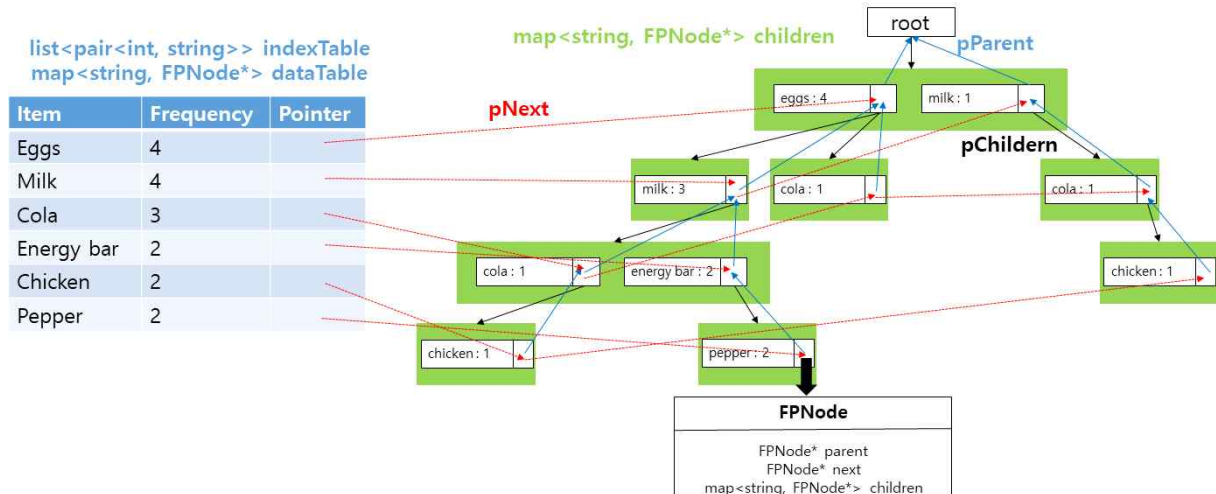 root
list<pair<int, string>> indexTable
map<string, FPNode*> dataTable
map<string, FPNode*> children
pParent
Item Frequency Pointer
Eggs 4
Milk 4
Cola 3
Energy bar 2
Chicken 2
Pepper 2
pNext
eggs : 4
milk : 1
pChildern
milk : 3
cola : 1
cola : 1
cola : 1
energy bar : 2
chicken : 1
chicken : 1
pepper : 2
FPNode
FPNode* parent
FPNode* next
map<string, FPNode*> children